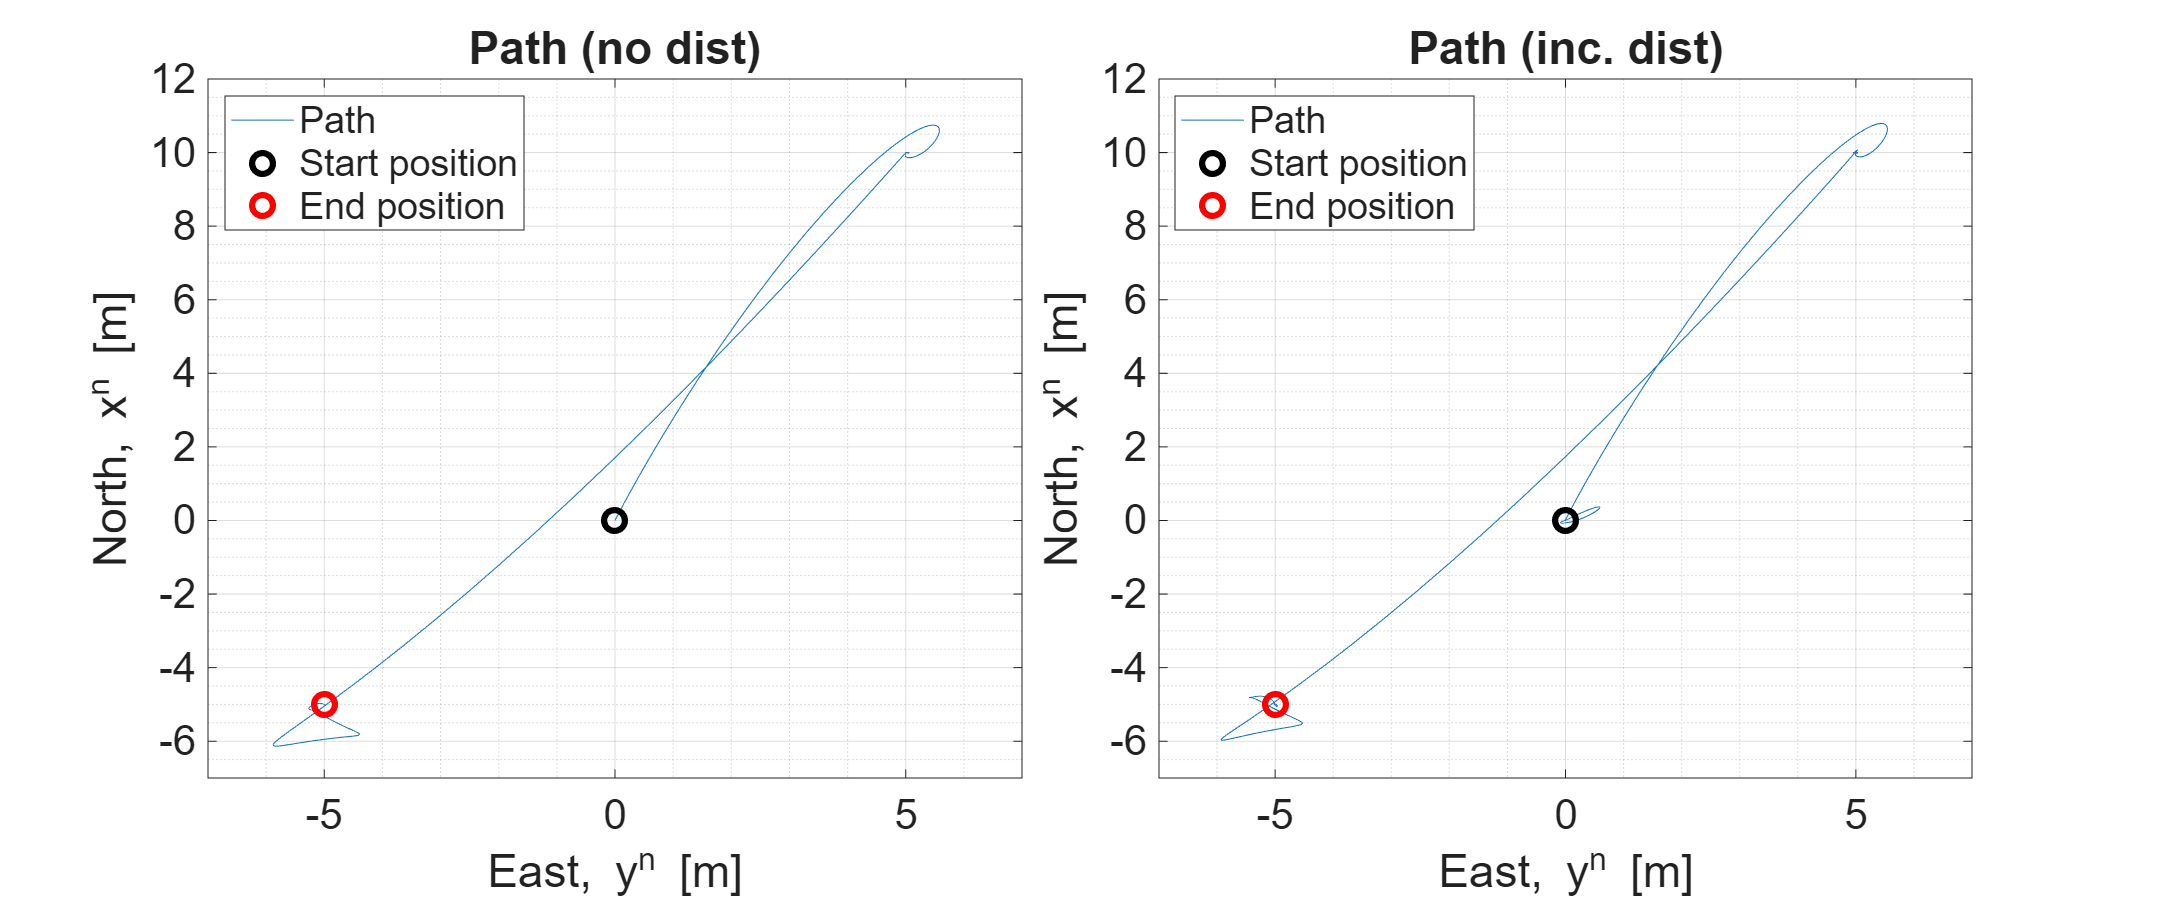 Path (no dist)
12
10
8
6
4
2
0
-2
-4
-6
North, xⁿ [m]
Path
Start position
End position
-5 0 5
East, yⁿ [m]
Path (inc. dist)
12
10
8
6
4
2
0
-2
-4
-6
North, xⁿ [m]
Path
Start position
End position
-5 0 5
East, yⁿ [m]